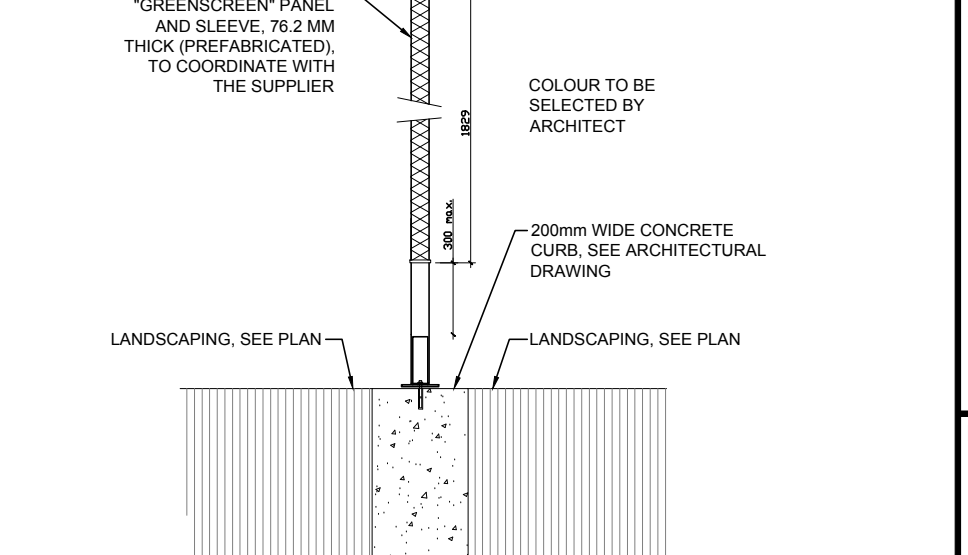 "GREENSCREEN" PANEL
AND SLEEVE, 76.2 MM
THICK (PREFABRICATED),
TO COORDINATE WITH
THE SUPPLIER
COLOUR TO BE
SELECTED BY
ARCHITECT
1829
300 max.
200mm WIDE CONCRETE
CURB, SEE ARCHITECTURAL
DRAWING
LANDSCAPING, SEE PLAN
LANDSCAPING, SEE PLAN